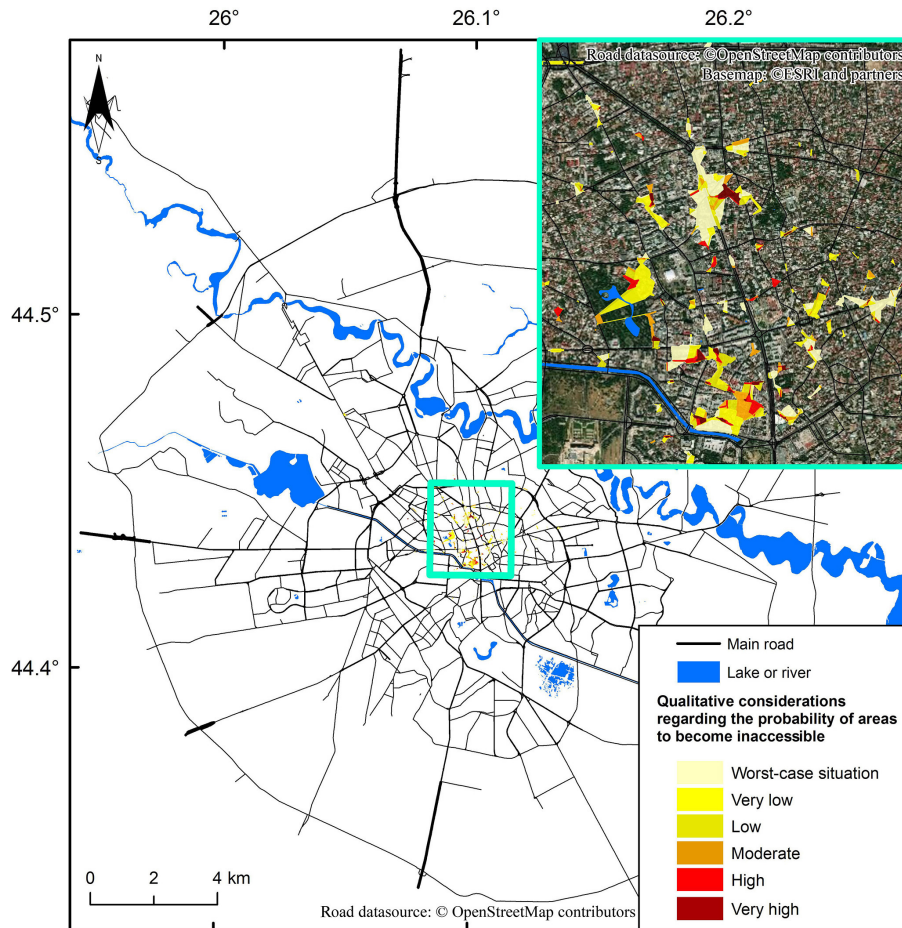 26° 26.1° 26.2°
Road datasource: ©OpenStreetMap contributors
Basemap: ©ESRI and partners
N
S
44.5°
44.4°
Main road
Lake or river
Qualitative considerations
regarding the probability of areas
to become inaccessible
Worst-case situation
Very low
Low
Moderate
High
Very high
0 2 4 km
Road datasource: © OpenStreetMap contributors